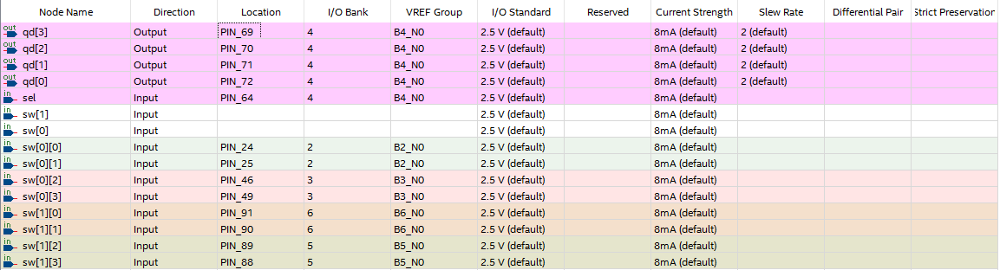 Node Name Direction Location I/O Bank VREF Group I/O Standard Reserved Current Strength Slew Rate Differential Pair Strict Preservation
out qd[3] Output PIN_69 4 B4_N0 2.5 V (default) 8mA (default) 2 (default)
out qd[2] Output PIN_70 4 B4_N0 2.5 V (default) 8mA (default) 2 (default)
out qd[1] Output PIN_71 4 B4_N0 2.5 V (default) 8mA (default) 2 (default)
out qd[0] Output PIN_72 4 B4_N0 2.5 V (default) 8mA (default) 2 (default)
in sel Input PIN_64 4 B4_N0 2.5 V (default) 8mA (default)
in sw[1] Input 2.5 V (default) 8mA (default)
in sw[0] Input 2.5 V (default) 8mA (default)
in sw[0][0] Input PIN_24 2 B2_N0 2.5 V (default) 8mA (default)
in sw[0][1] Input PIN_25 2 B2_N0 2.5 V (default) 8mA (default)
in sw[0][2] Input PIN_46 3 B3_N0 2.5 V (default) 8mA (default)
in sw[0][3] Input PIN_49 3 B3_N0 2.5 V (default) 8mA (default)
in sw[1][0] Input PIN_91 6 B6_N0 2.5 V (default) 8mA (default)
in sw[1][1] Input PIN_90 6 B6_N0 2.5 V (default) 8mA (default)
in sw[1][2] Input PIN_89 5 B5_N0 2.5 V (default) 8mA (default)
in sw[1][3] Input PIN_88 5 B5_N0 2.5 V (default) 8mA (default)